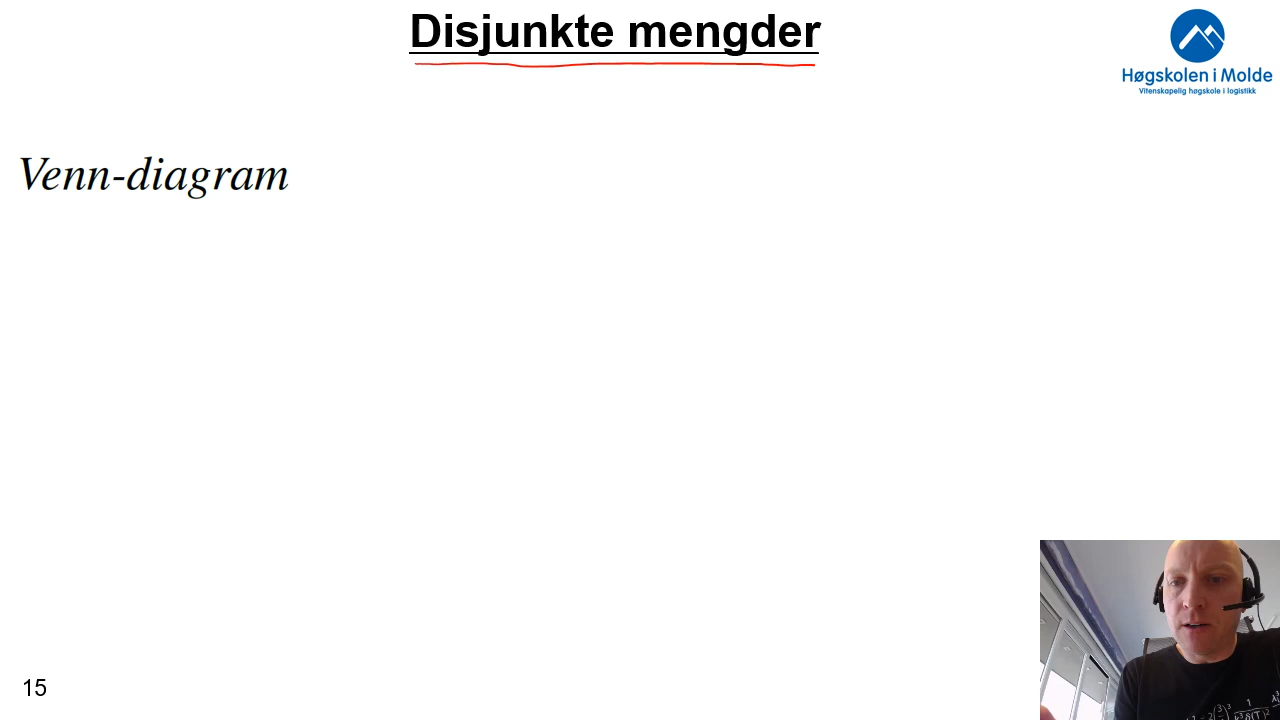 Disjunkte mengder
Høgskolen i Molde
Vitenskapelig høgskole i logistikk
Venn-diagram
15